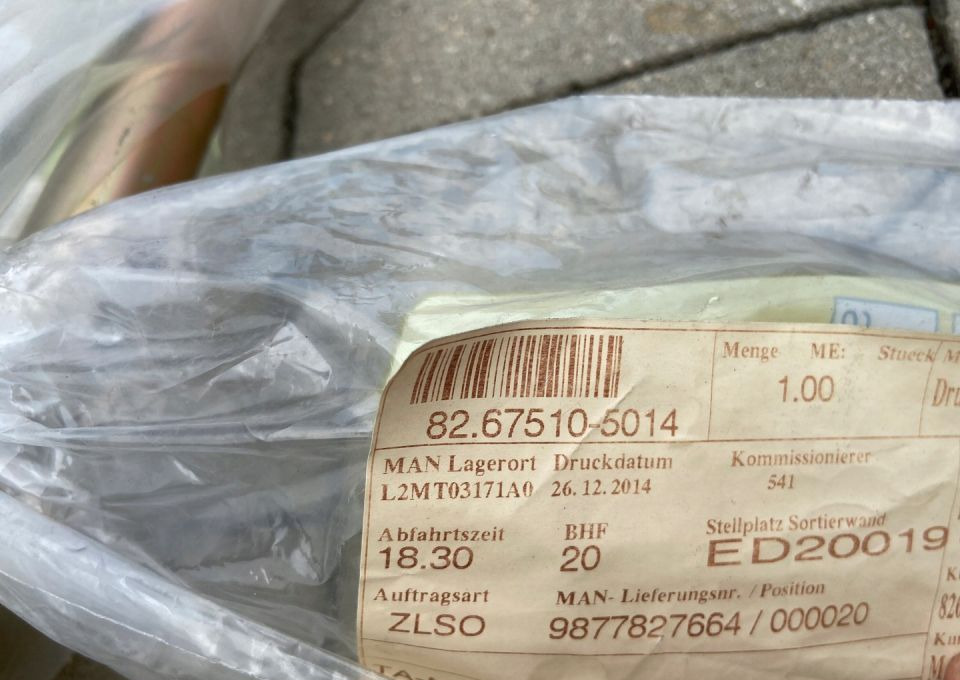 Menge ME: Stueck
1.00
82.67510-5014
MAN Lagerort Druckdatum Kommissionierer
L2MT03171A0 26.12.2014 541
Abfahrtszeit BHF Stellplatz Sortierwand
18.30 20 ED20019
Auftragsart MAN- Lieferungsnr. /Position
ZLSO 9877827664 / 000020